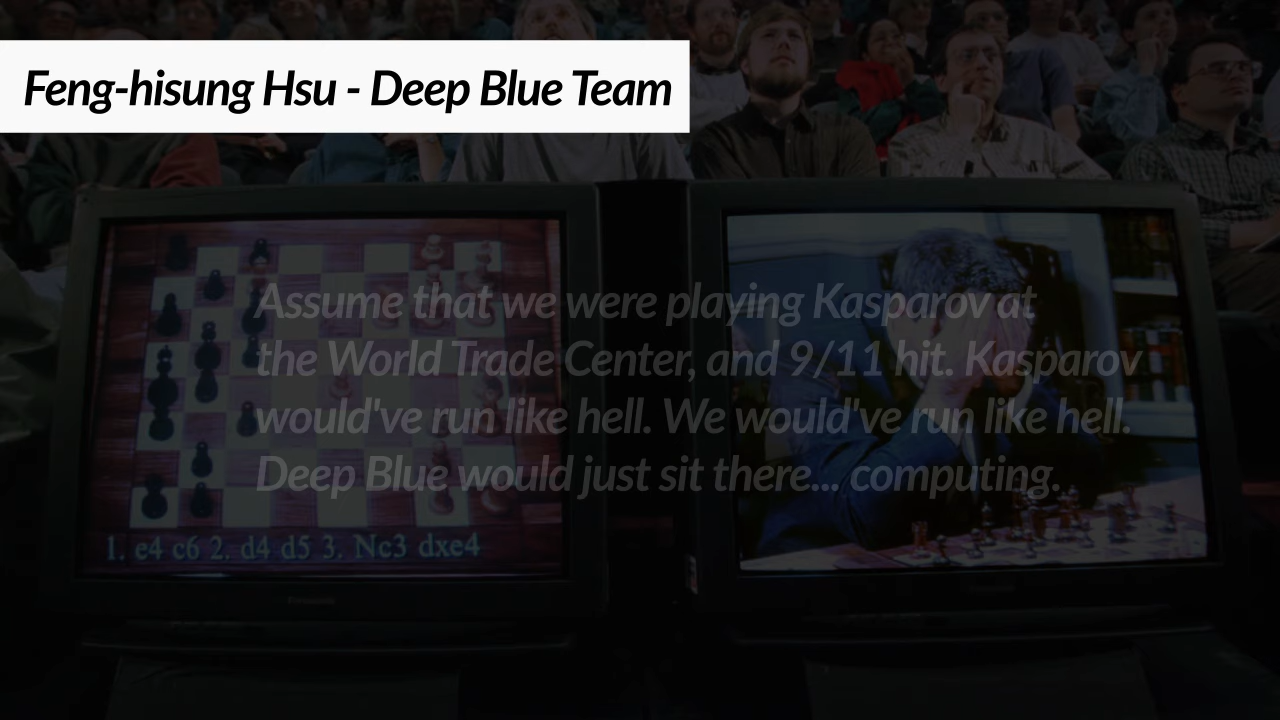 Feng-hisung Hsu - Deep Blue Team
Assume that we were playing Kasparov at
the World Trade Center, and 9/11 hit. Kasparov
would've run like hell. We would've run like hell.
Deep Blue would just sit there... computing.
1. e4 c6 2. d4 d5 3. Nc3 dxe4